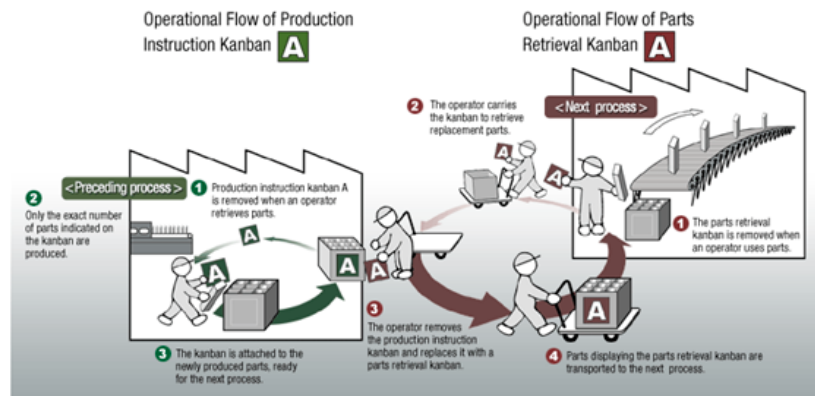 Operational Flow of Production
Instruction Kanban A
Operational Flow of Parts
Retrieval Kanban A
<Preceding process>
1 Production instruction kanban A
is removed when an operator
retrieves parts.
2
Only the exact number
of parts indicated on
the kanban are
produced.
A
A
A
A
3 The kanban is attached to the
newly produced parts, ready
for the next process.
<Next process>
1 The parts retrieval
kanban is removed when
an operator uses parts.
2 The operator carries
the kanban to retrieve
replacement parts.
A
A
3
The operator removes
the production instruction
kanban and replaces it with a
parts retrieval kanban.
A
4 Parts displaying the parts retrieval kanban are
transported to the next process.